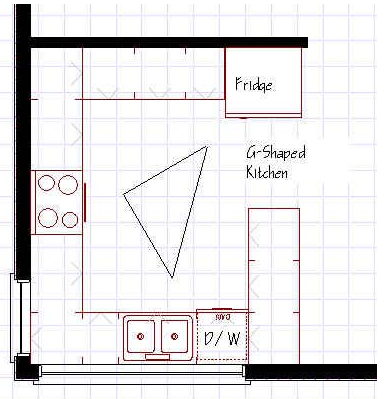 Fridge
G-Shaped
Kitchen
D/W